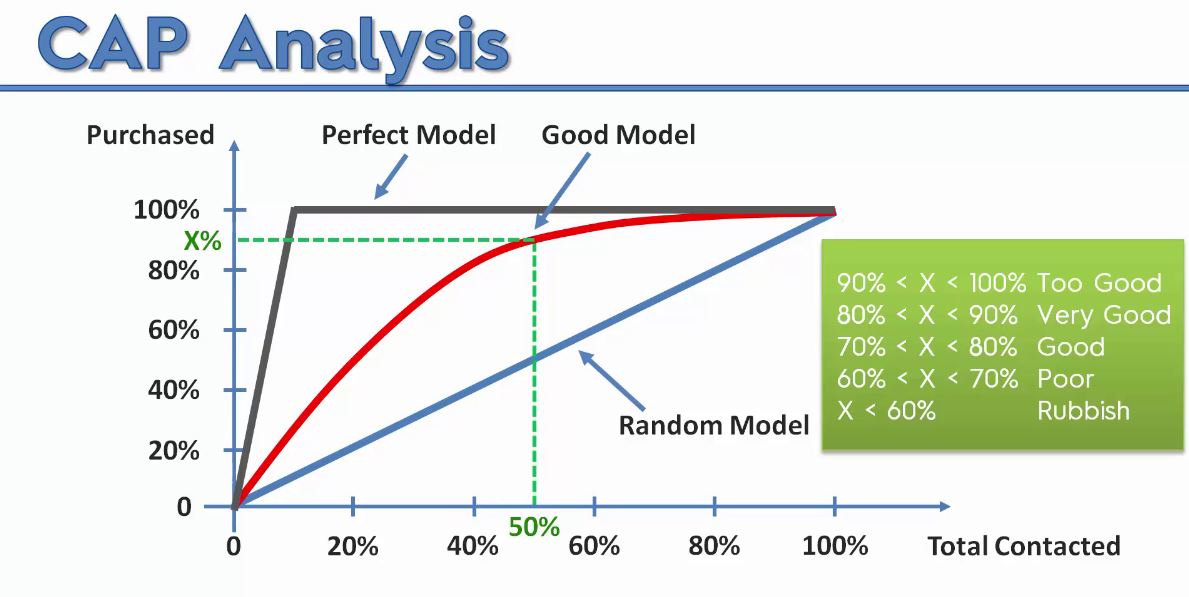 CAP Analysis
Purchased
Perfect Model
Good Model
100%
X%
80%
60%
40%
20%
0
90% < X < 100% Too Good
80% < X < 90% Very Good
70% < X < 80% Good
60% < X < 70% Poor
X < 60% Rubbish
Random Model
50%
0
20%
40%
60%
80%
100%
Total Contacted